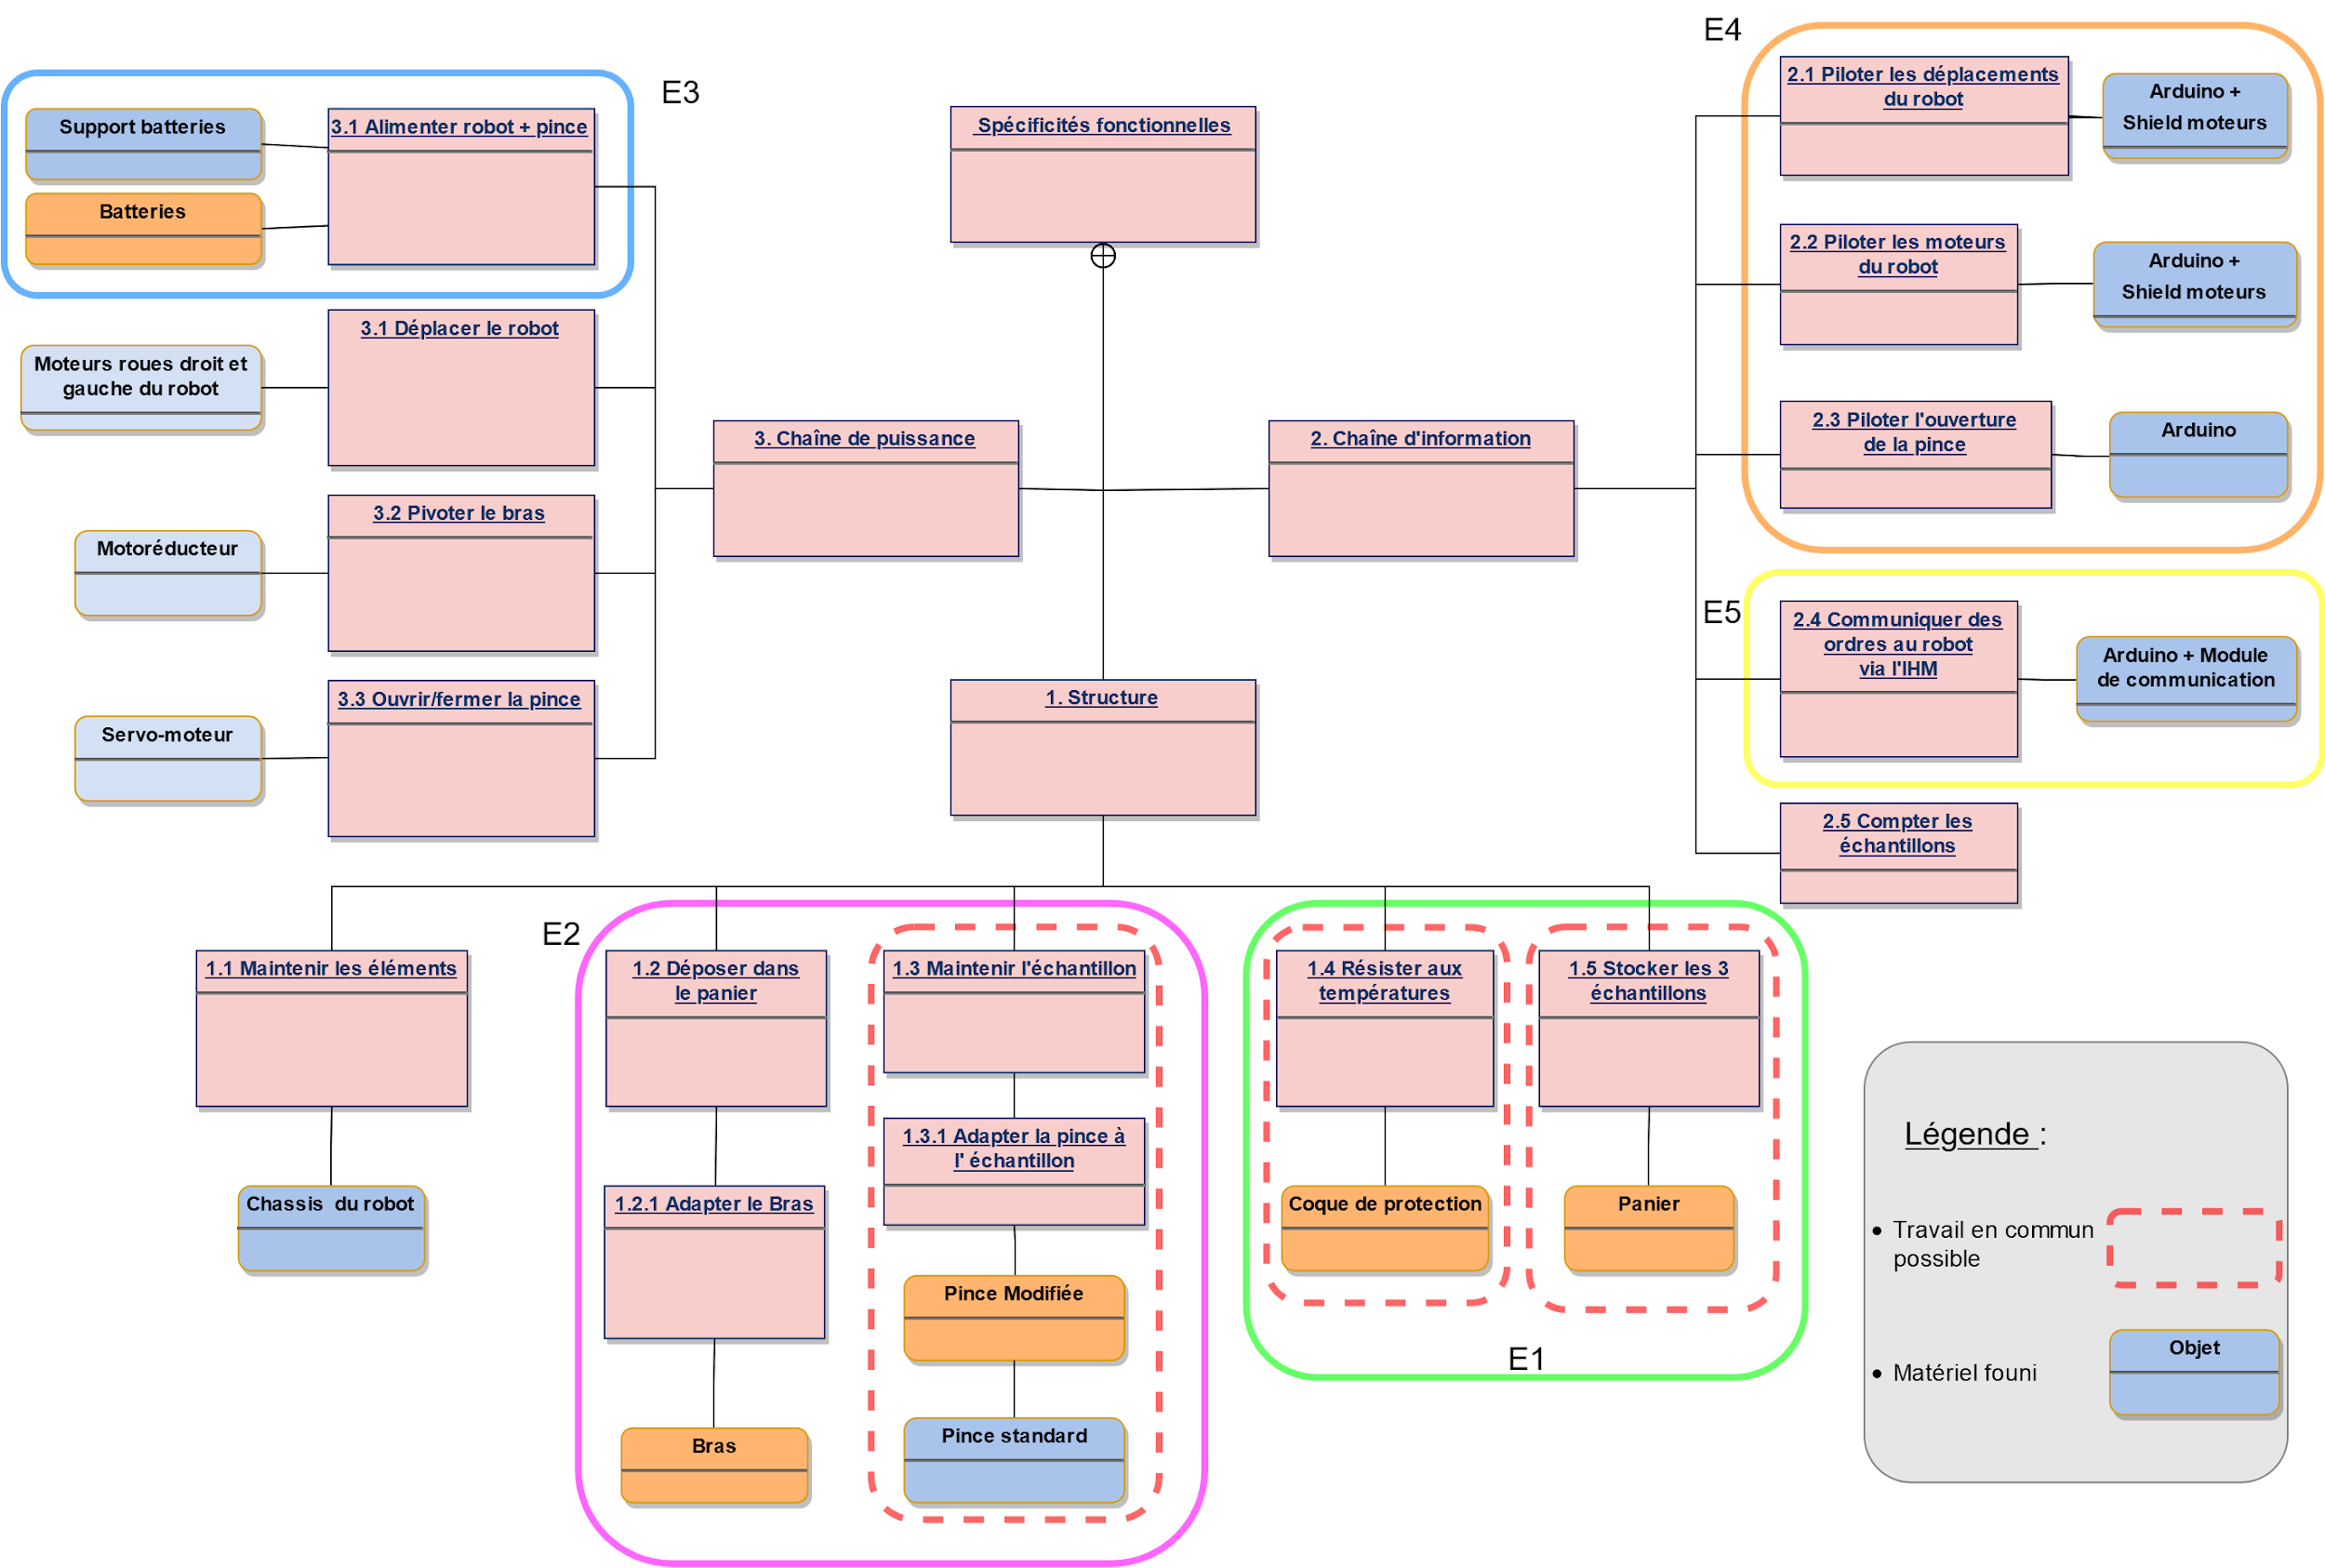 E4
E3
Support batteries
Batteries
3.1 Alimenter robot + pince
Moteurs roues droit et
gauche du robot
3.1 Déplacer le robot
Motoréducteur
3.2 Pivoter le bras
Servo-moteur
3.3 Ouvrir/fermer la pince
Spécificités fonctionnelles
3. Chaîne de puissance
2. Chaîne d'information
1. Structure
2.1 Piloter les déplacements
du robot
Arduino +
Shield moteurs
2.2 Piloter les moteurs
du robot
Arduino +
Shield moteurs
2.3 Piloter l'ouverture
de la pince
Arduino
E5
2.4 Communiquer des
ordres au robot
via l'IHM
Arduino + Module
de communication
2.5 Compter les
échantillons
E2
1.1 Maintenir les éléments
Chassis  du robot
1.2 Déposer dans
le panier
1.2.1 Adapter le Bras
Bras
1.3 Maintenir l'échantillon
1.3.1 Adapter la pince à
l' échantillon
Pince Modifiée
Pince standard
1.4 Résister aux
températures
Coque de protection
1.5 Stocker les 3
échantillons
Panier
E1
Légende :
• Travail en commun
possible
• Matériel founi
Objet